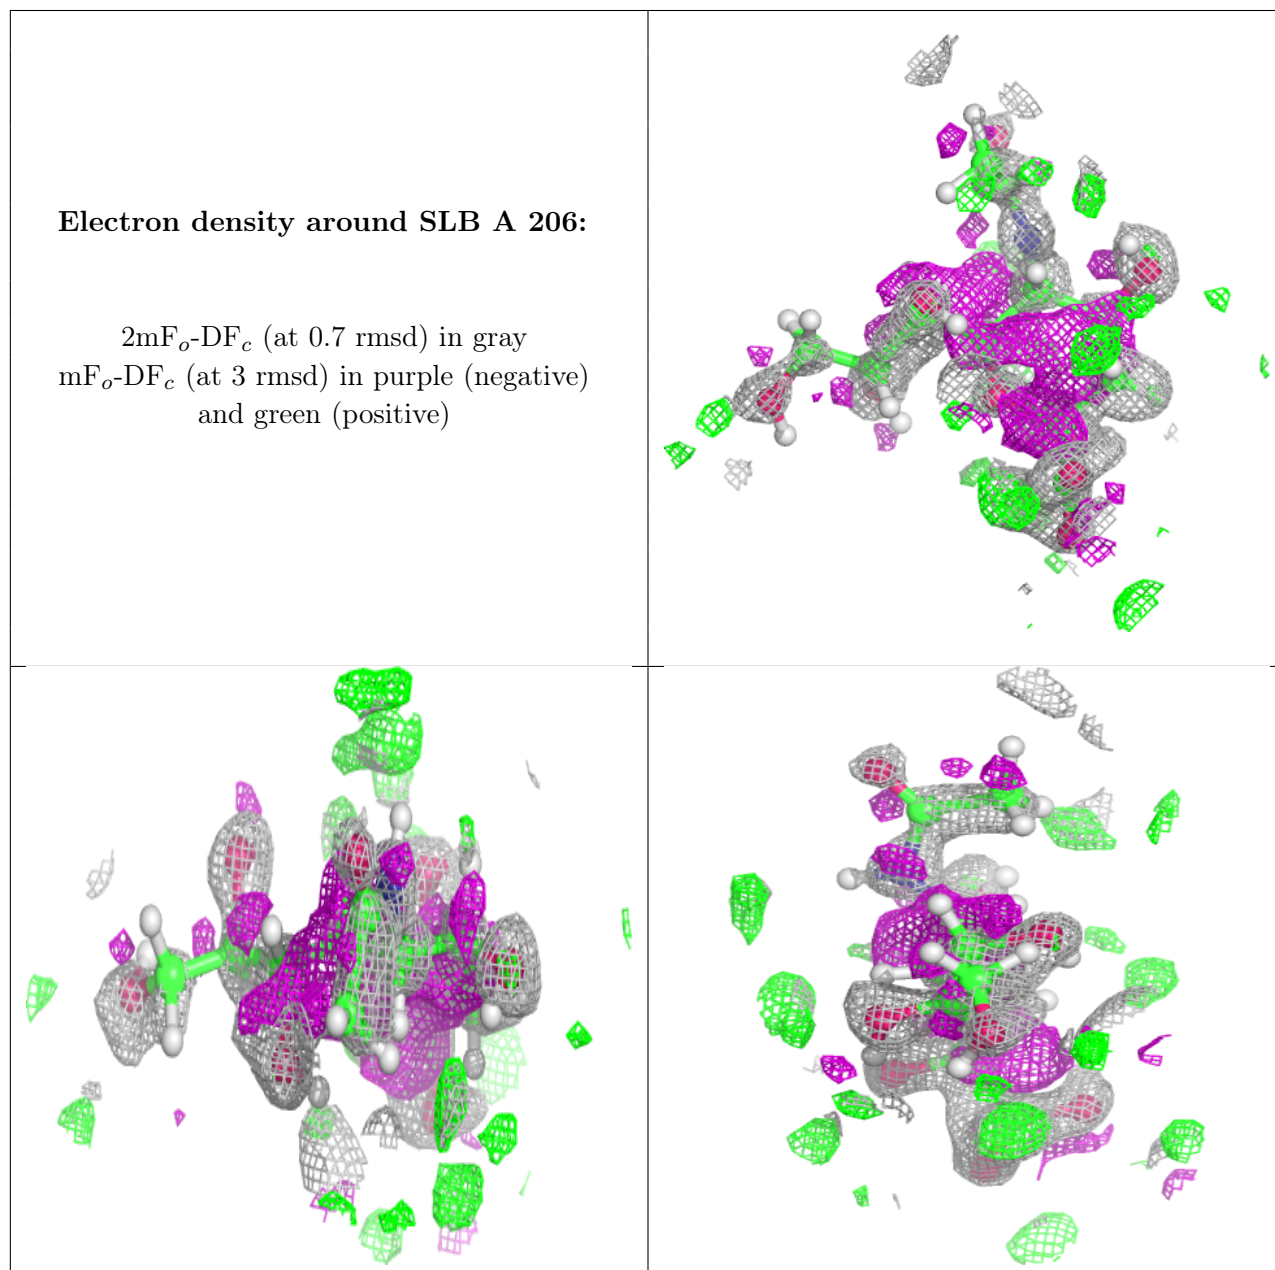 Electron density around SLB A 206:
2mFₒ-DF𝒸 (at 0.7 rmsd) in gray
mFₒ-DF𝒸 (at 3 rmsd) in purple (negative)
and green (positive)